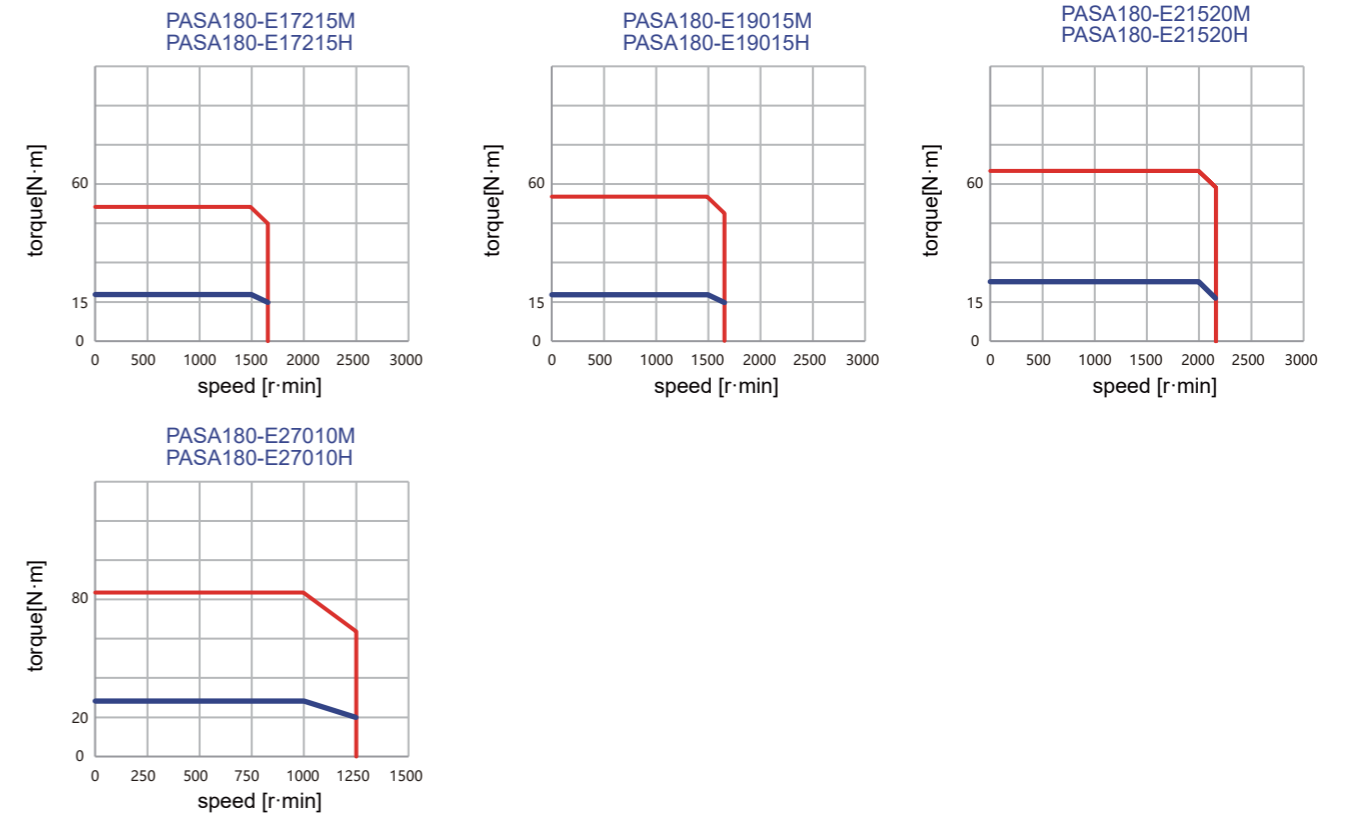 PASA180-E17215M
PASA180-E17215H
torque[N·m]
60
15
0
0 500 1000 1500 2000 2500 3000
speed [r·min]
PASA180-E19015M
PASA180-E19015H
torque[N·m]
60
15
0
0 500 1000 1500 2000 2500 3000
speed [r·min]
PASA180-E21520M
PASA180-E21520H
torque[N·m]
60
15
0
0 500 1000 1500 2000 2500 3000
speed [r·min]
PASA180-E27010M
PASA180-E27010H
torque[N·m]
80
20
0
0 250 500 750 1000 1250 1500
speed [r·min]